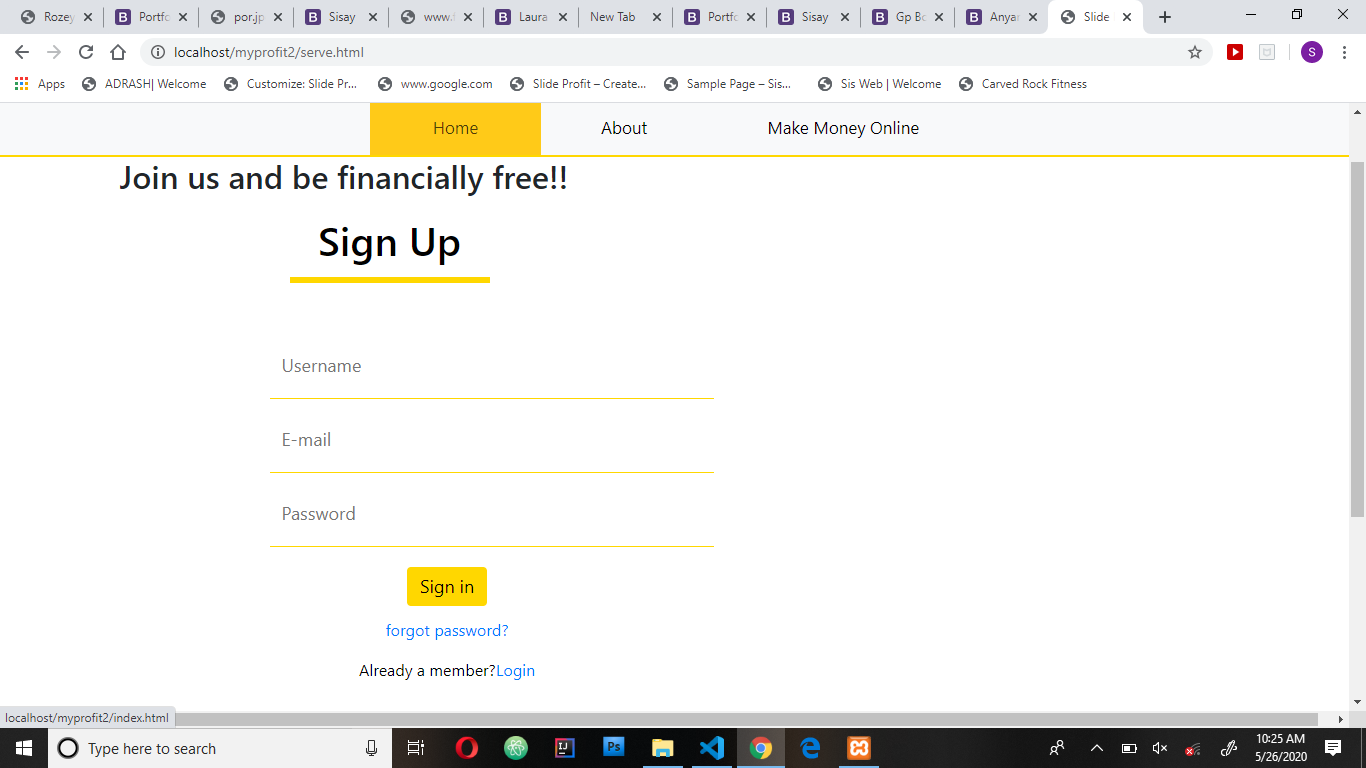 Rozey
Portfo
por.jp
Sisay
www.
Laura
New Tab
Portfo
Sisay
Gp Bo
Anyan
Slide
localhost/myprofit2/serve.html
S
Apps
ADRASH| Welcome
Customize: Slide Pr...
www.google.com
Slide Profit – Create...
Sample Page – Sis...
Sis Web | Welcome
Carved Rock Fitness
Home
About
Make Money Online
Join us and be financially free!!
Sign Up
Username
E-mail
Password
Sign in
forgot password?
Already a member?Login
localhost/myprofit2/index.html
Type here to search
IJ
Ps
10:25 AM
5/26/2020